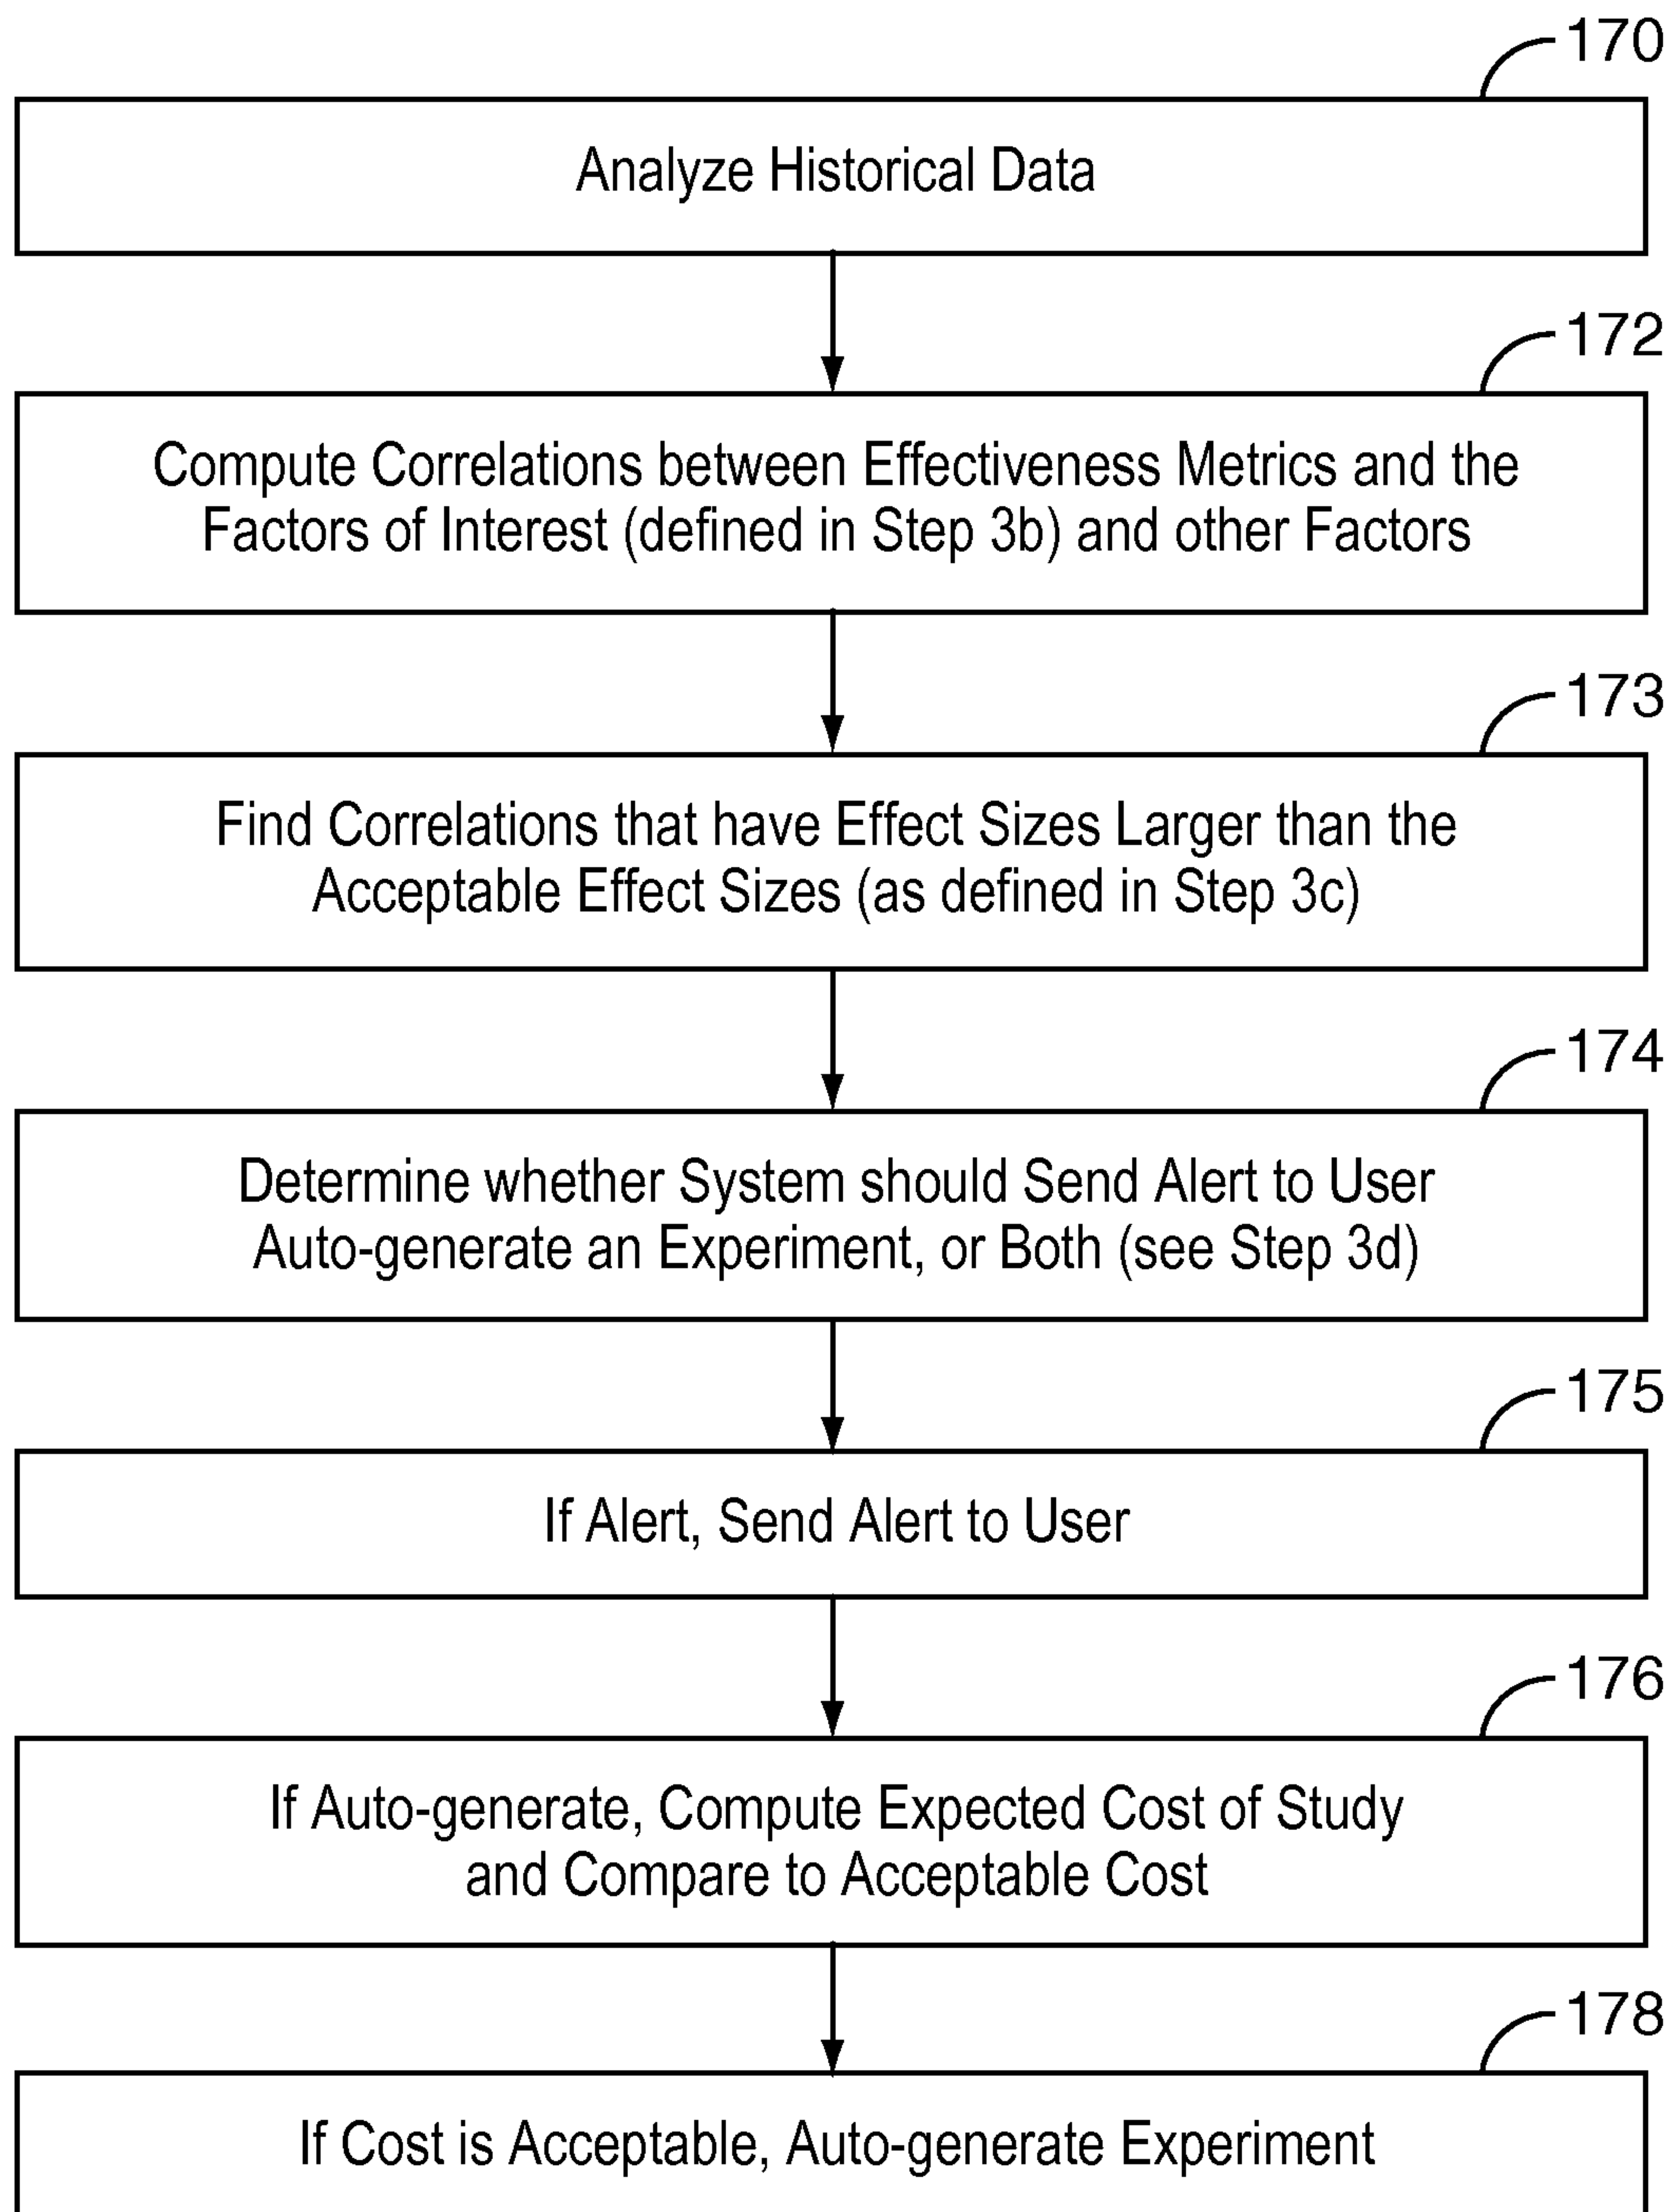 170
Analyze Historical Data
172
Compute Correlations between Effectiveness Metrics and the
Factors of Interest (defined in Step 3b) and other Factors
173
Find Correlations that have Effect Sizes Larger than the
Acceptable Effect Sizes (as defined in Step 3c)
174
Determine whether System should Send Alert to User
Auto-generate an Experiment, or Both (see Step 3d)
175
If Alert, Send Alert to User
176
If Auto-generate, Compute Expected Cost of Study
and Compare to Acceptable Cost
178
If Cost is Acceptable, Auto-generate Experiment